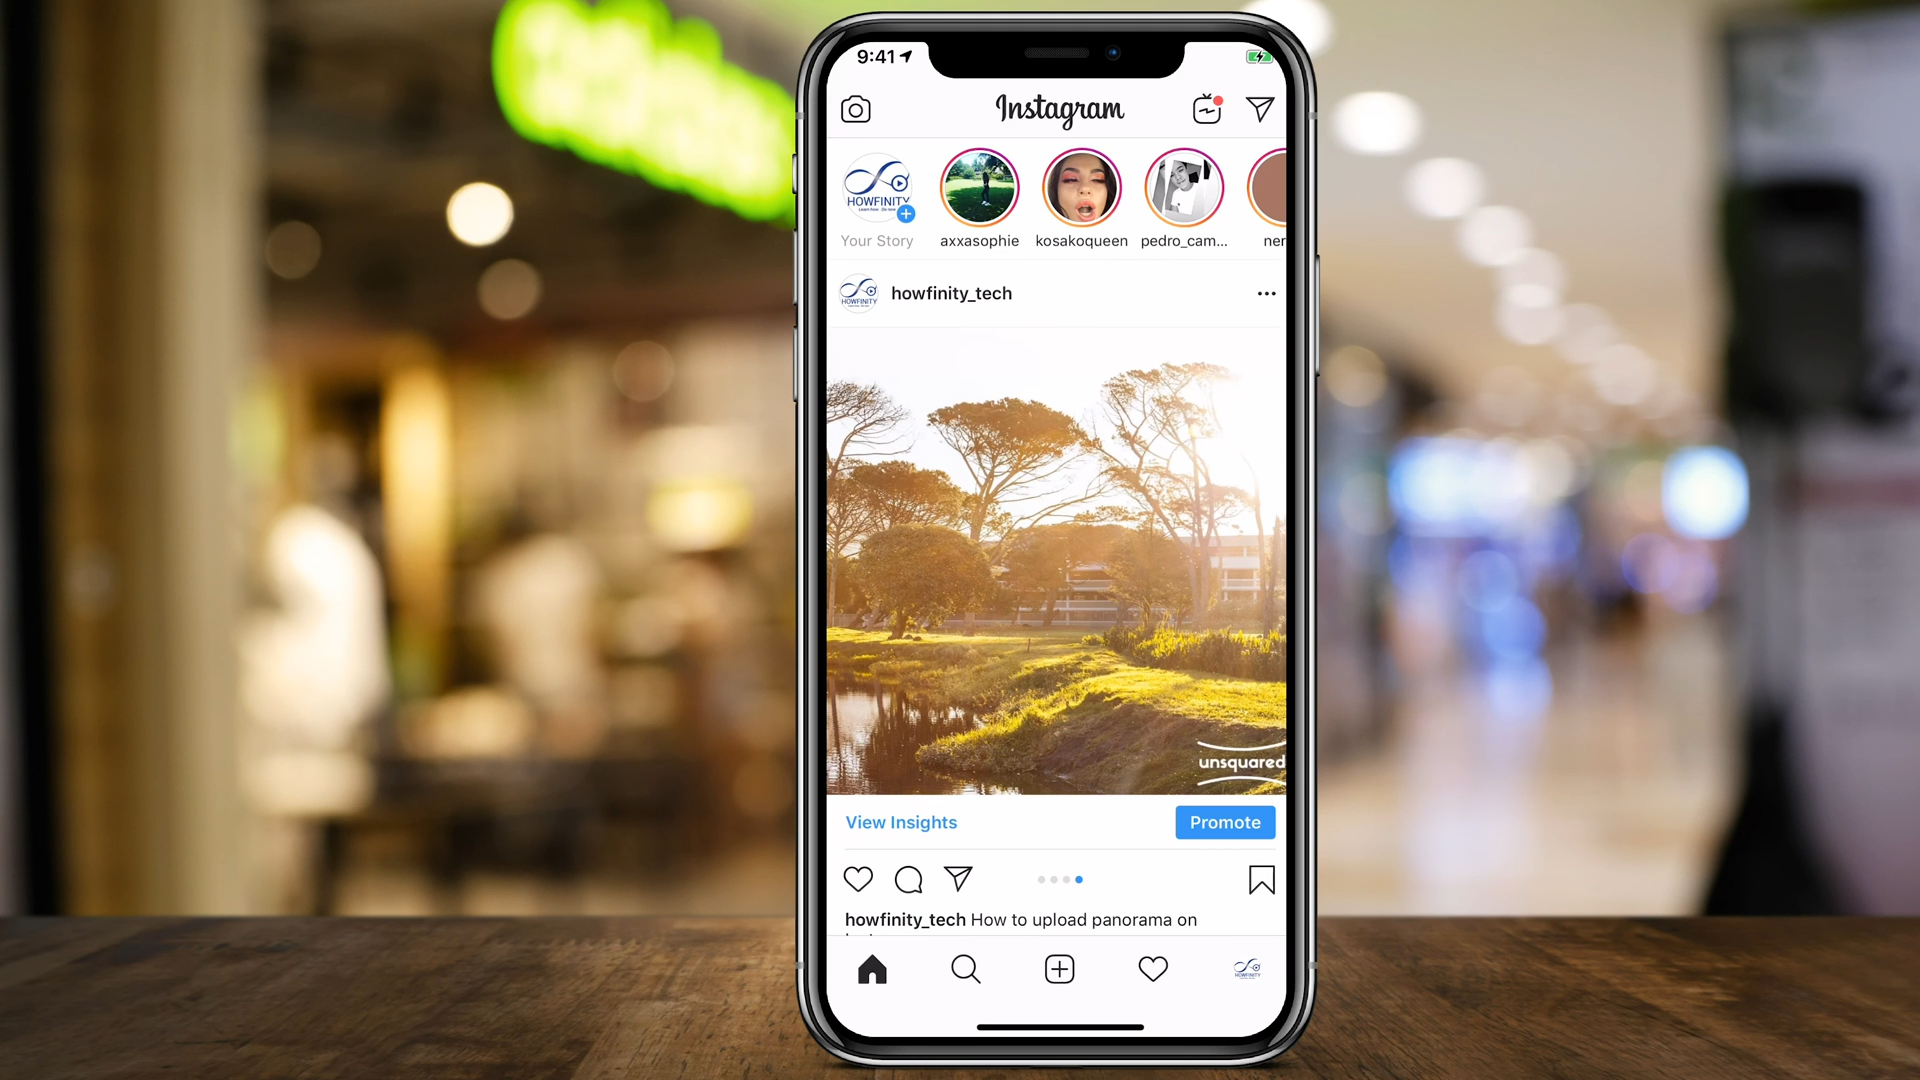 9:41
Instagram
HOWFINITY
Your Story
axxasophie
kosakoqueen
pedro_cam...
ner
HOWFINITY
howfinity_tech
unsquared
View Insights
Promote
howfinity_tech How to upload panorama on
HOWFINITY